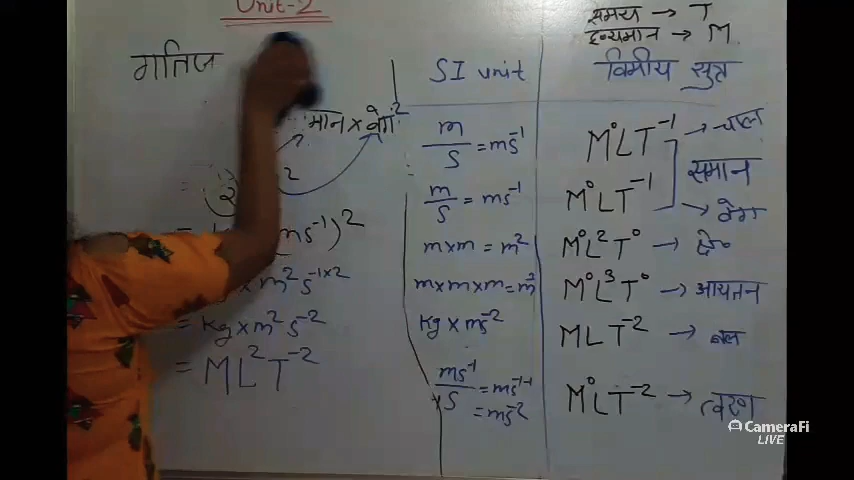 Unit-2
समय → T
द्रव्यमान → M
गतिज
SI unit
विमीय सुत्र
मान × वेग²
m/s = ms⁻¹
M⁰LT⁻¹ → चाल
समान
m/s = ms⁻¹
M⁰LT⁻¹ → वेग
m×m = m²
M⁰L²T⁰ → क्षे०
m×m×m = m³
M⁰L³T⁰ → आयतन
kg × ms⁻²
MLT⁻² → बल
ms⁻¹/s = ms⁻¹⁻¹
= ms⁻²
M⁰LT⁻² → त्वरण
ms⁻¹)²
× m² s⁻¹ˣ²
= kg × m² s⁻²
= ML²T⁻²
CameraFi
LIVE